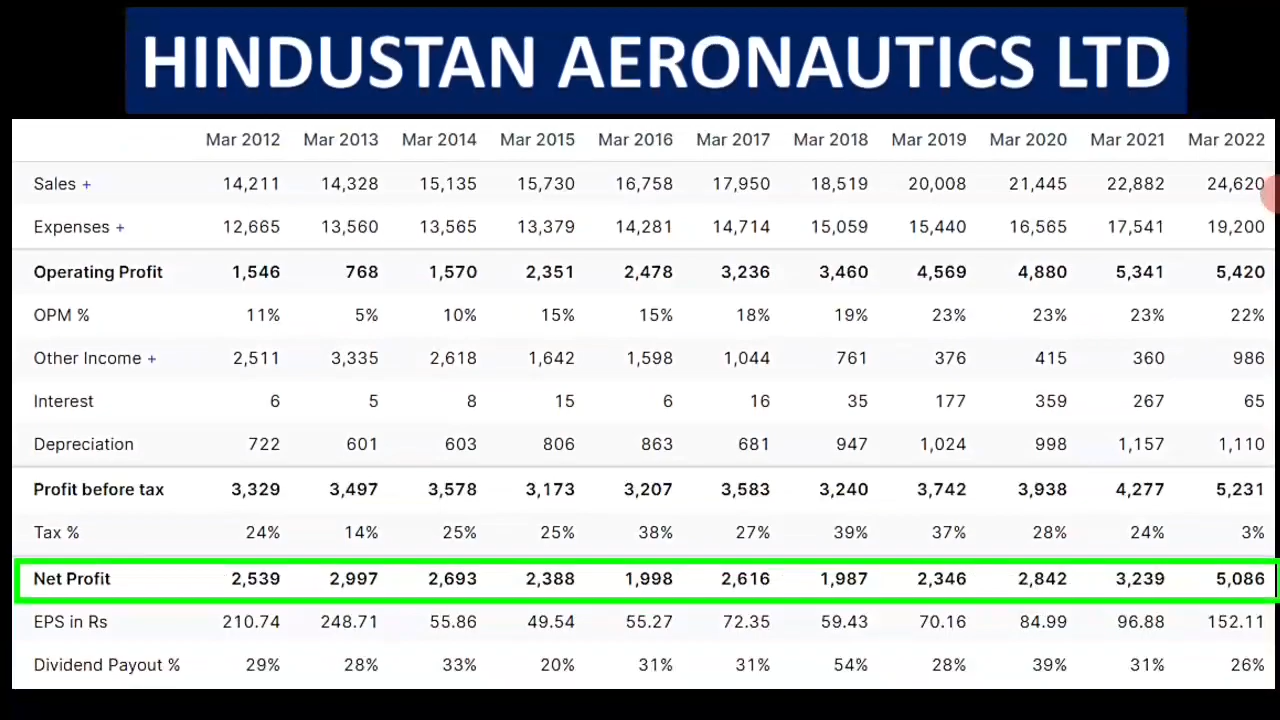 HINDUSTAN AERONAUTICS LTD
Mar 2012 Mar 2013 Mar 2014 Mar 2015 Mar 2016 Mar 2017 Mar 2018 Mar 2019 Mar 2020 Mar 2021 Mar 2022
Sales + 14,211 14,328 15,135 15,730 16,758 17,950 18,519 20,008 21,445 22,882 24,620
Expenses + 12,665 13,560 13,565 13,379 14,281 14,714 15,059 15,440 16,565 17,541 19,200
Operating Profit 1,546 768 1,570 2,351 2,478 3,236 3,460 4,569 4,880 5,341 5,420
OPM % 11% 5% 10% 15% 15% 18% 19% 23% 23% 23% 22%
Other Income + 2,511 3,335 2,618 1,642 1,598 1,044 761 376 415 360 986
Interest 6 5 8 15 6 16 35 177 359 267 65
Depreciation 722 601 603 806 863 681 947 1,024 998 1,157 1,110
Profit before tax 3,329 3,497 3,578 3,173 3,207 3,583 3,240 3,742 3,938 4,277 5,231
Tax % 24% 14% 25% 25% 38% 27% 39% 37% 28% 24% 3%
Net Profit 2,539 2,997 2,693 2,388 1,998 2,616 1,987 2,346 2,842 3,239 5,086
EPS in Rs 210.74 248.71 55.86 49.54 55.27 72.35 59.43 70.16 84.99 96.88 152.11
Dividend Payout % 29% 28% 33% 20% 31% 31% 54% 28% 39% 31% 26%